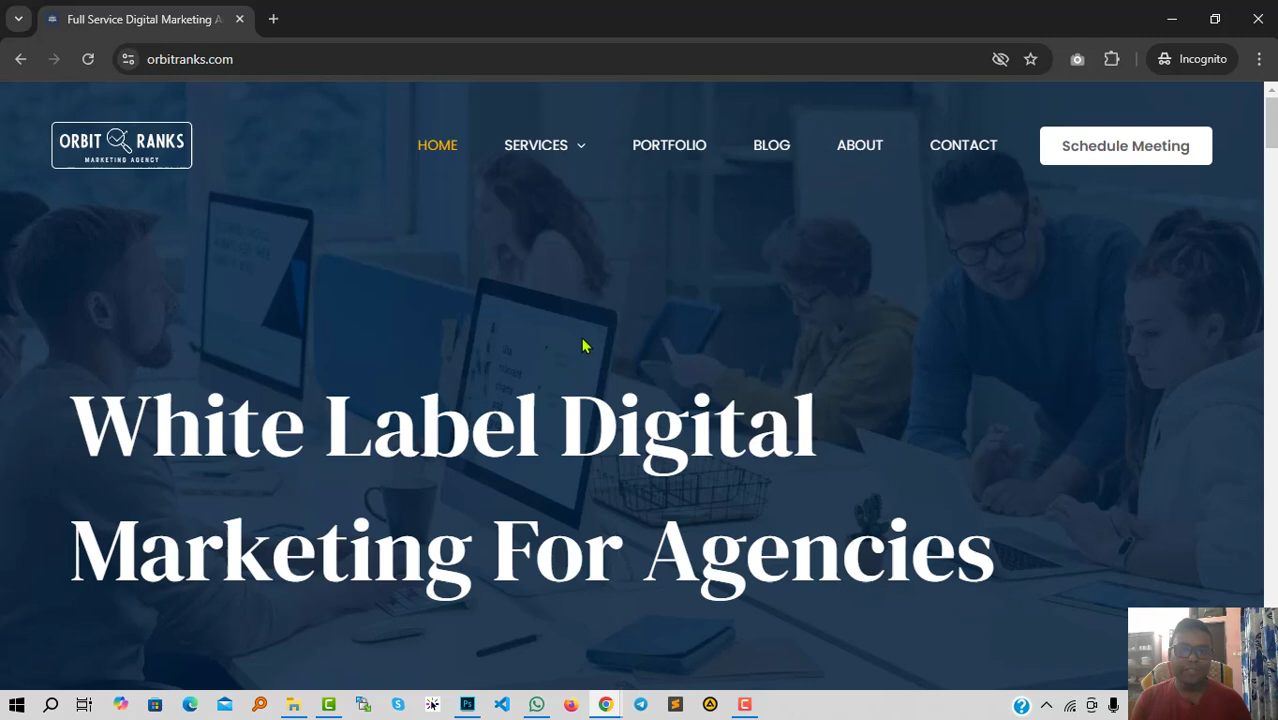 Full Service Digital Marketing A
orbitranks.com
Incognito
ORBIT RANKS
MARKETING AGENCY
HOME
SERVICES
PORTFOLIO
BLOG
ABOUT
CONTACT
Schedule Meeting
White Label Digital
Marketing For Agencies